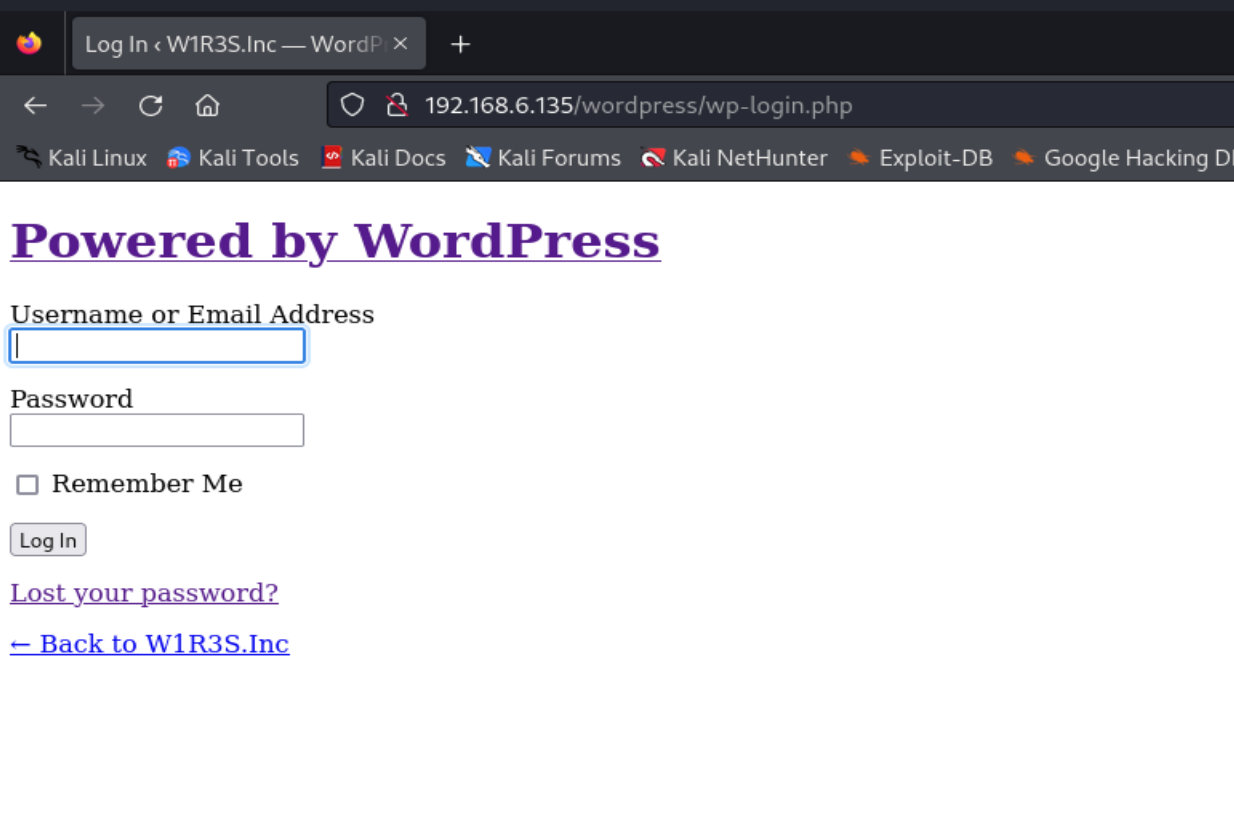 Log In ‹ W1R3S.Inc — WordP
192.168.6.135/wordpress/wp-login.php
Kali Linux Kali Tools Kali Docs Kali Forums Kali NetHunter Exploit-DB Google Hacking D
Powered by WordPress
Username or Email Address
Password
Remember Me
Log In
Lost your password?
← Back to W1R3S.Inc